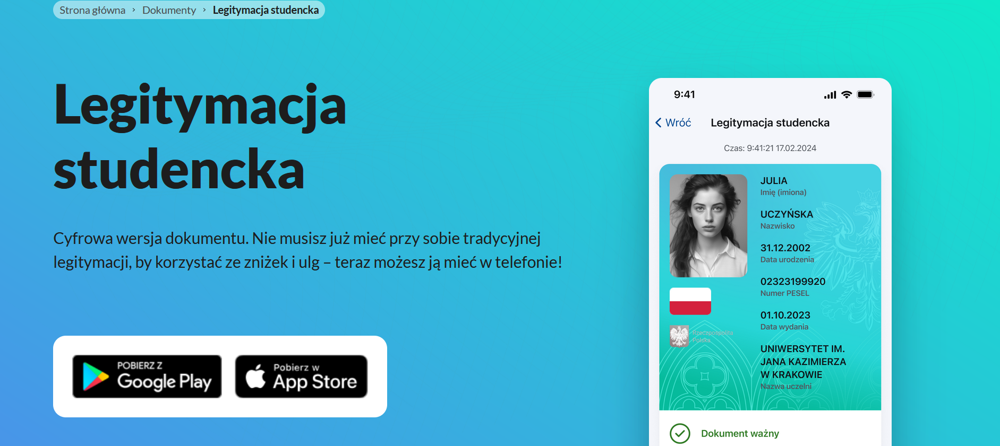 Strona główna › Dokumenty › Legitymacja studencka
Legitymacja
studencka
Cyfrowa wersja dokumentu. Nie musisz już mieć przy sobie tradycyjnej
legitymacji, by korzystać ze zniżek i ulg – teraz możesz ją mieć w telefonie!
POBIERZ Z
Google Play
Pobierz w
App Store
9:41
Wróć
Legitymacja studencka
Czas: 9:41:21 17.02.2024
JULIA
Imię (imiona)
UCZYŃSKA
Nazwisko
31.12.2002
Data urodzenia
02323199920
Numer PESEL
01.10.2023
Data wydania
UNIWERSYTET IM.
JANA KAZIMIERZA
W KRAKOWIE
Nazwa uczelni
Rzeczpospolita
Polska
Dokument ważny